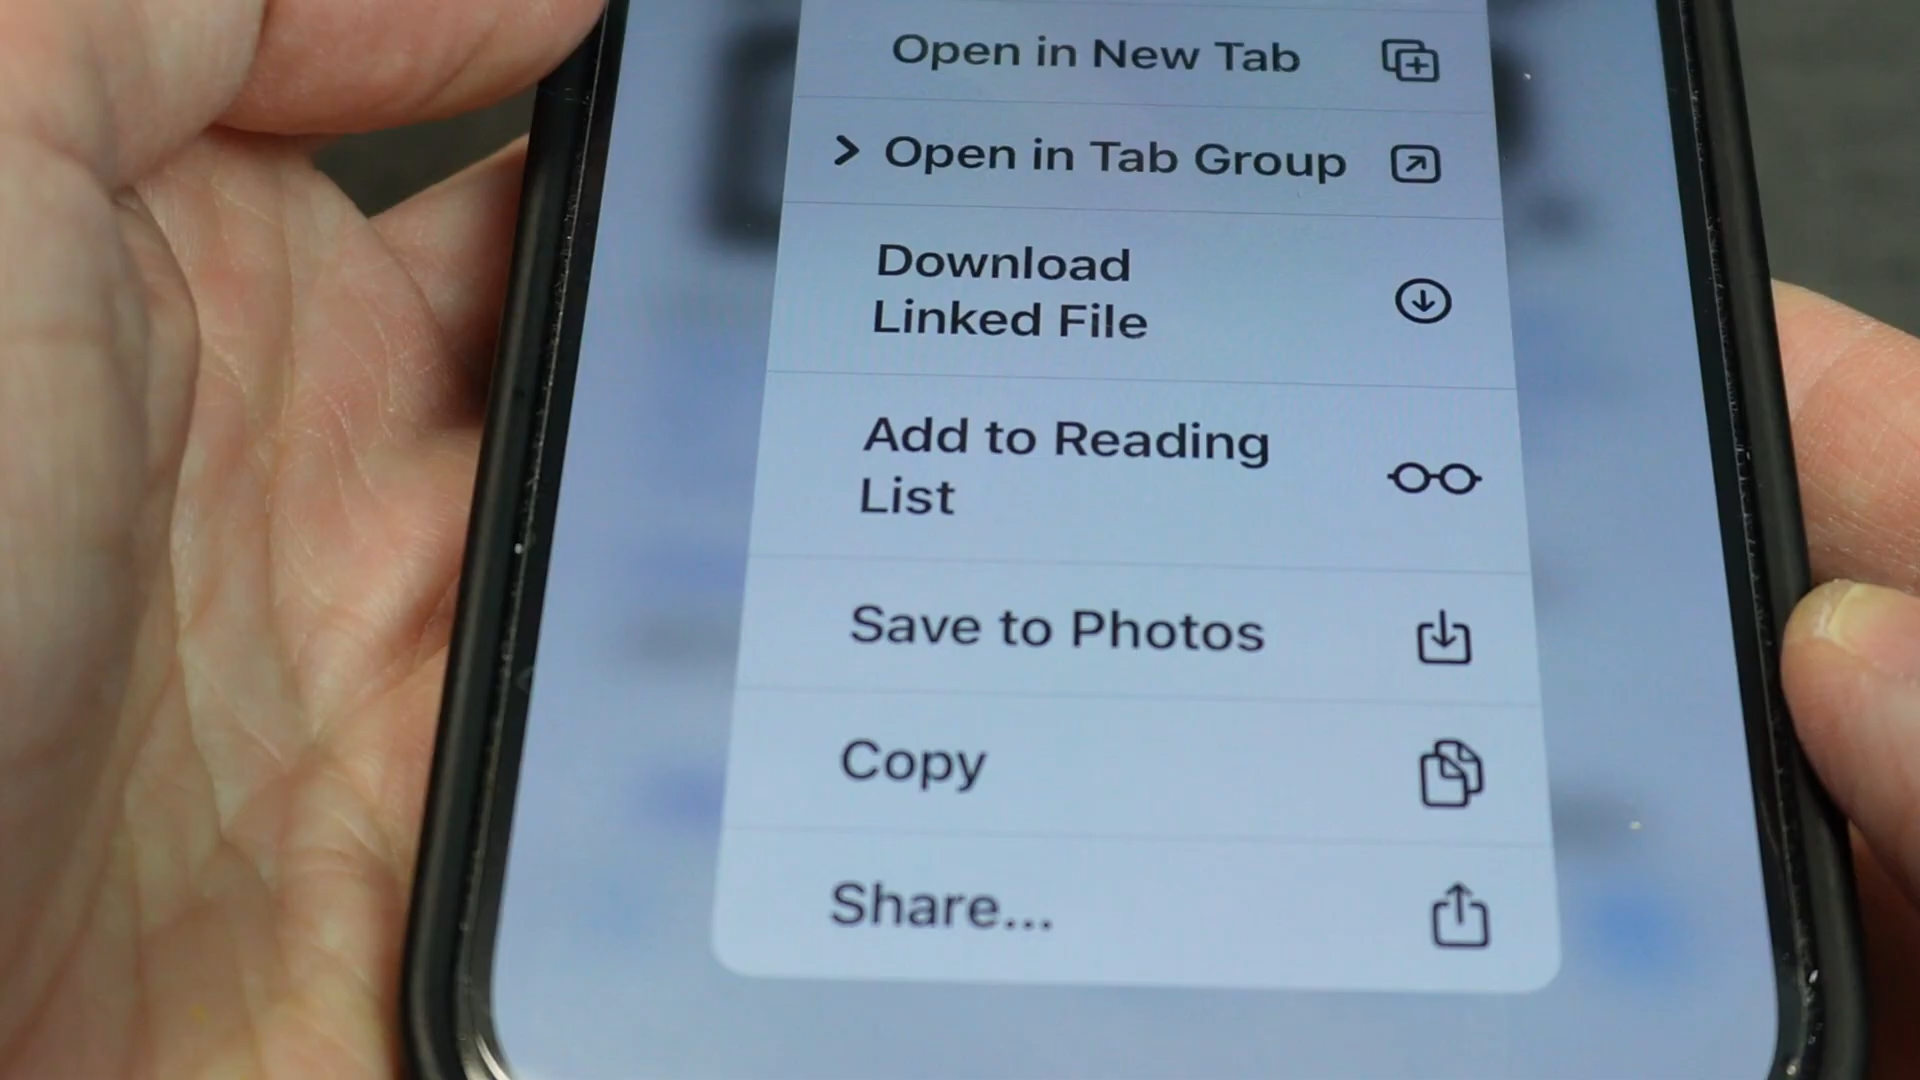 Open in New Tab
Open in Tab Group
Download
Linked File
Add to Reading
List
Save to Photos
Copy
Share...